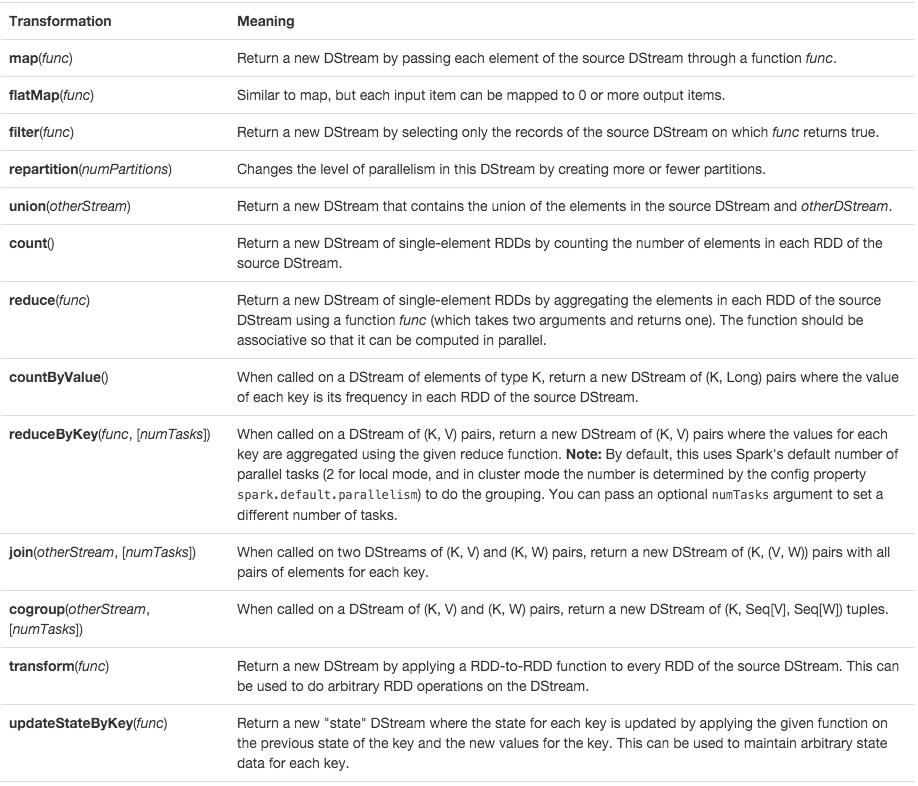 Transformation Meaning
map(func) Return a new DStream by passing each element of the source DStream through a function func.
flatMap(func) Similar to map, but each input item can be mapped to 0 or more output items.
filter(func) Return a new DStream by selecting only the records of the source DStream on which func returns true.
repartition(numPartitions) Changes the level of parallelism in this DStream by creating more or fewer partitions.
union(otherStream) Return a new DStream that contains the union of the elements in the source DStream and otherDStream.
count() Return a new DStream of single-element RDDs by counting the number of elements in each RDD of the
source DStream.
reduce(func) Return a new DStream of single-element RDDs by aggregating the elements in each RDD of the source
DStream using a function func (which takes two arguments and returns one). The function should be
associative so that it can be computed in parallel.
countByValue() When called on a DStream of elements of type K, return a new DStream of (K, Long) pairs where the value
of each key is its frequency in each RDD of the source DStream.
reduceByKey(func, [numTasks]) When called on a DStream of (K, V) pairs, return a new DStream of (K, V) pairs where the values for each
key are aggregated using the given reduce function. Note: By default, this uses Spark's default number of
parallel tasks (2 for local mode, and in cluster mode the number is determined by the config property
spark.default.parallelism) to do the grouping. You can pass an optional numTasks argument to set a
different number of tasks.
join(otherStream, [numTasks]) When called on two DStreams of (K, V) and (K, W) pairs, return a new DStream of (K, (V, W)) pairs with all
pairs of elements for each key.
cogroup(otherStream, When called on a DStream of (K, V) and (K, W) pairs, return a new DStream of (K, Seq[V], Seq[W]) tuples.
[numTasks])
transform(func) Return a new DStream by applying a RDD-to-RDD function to every RDD of the source DStream. This can
be used to do arbitrary RDD operations on the DStream.
updateStateByKey(func) Return a new "state" DStream where the state for each key is updated by applying the given function on
the previous state of the key and the new values for the key. This can be used to maintain arbitrary state
data for each key.